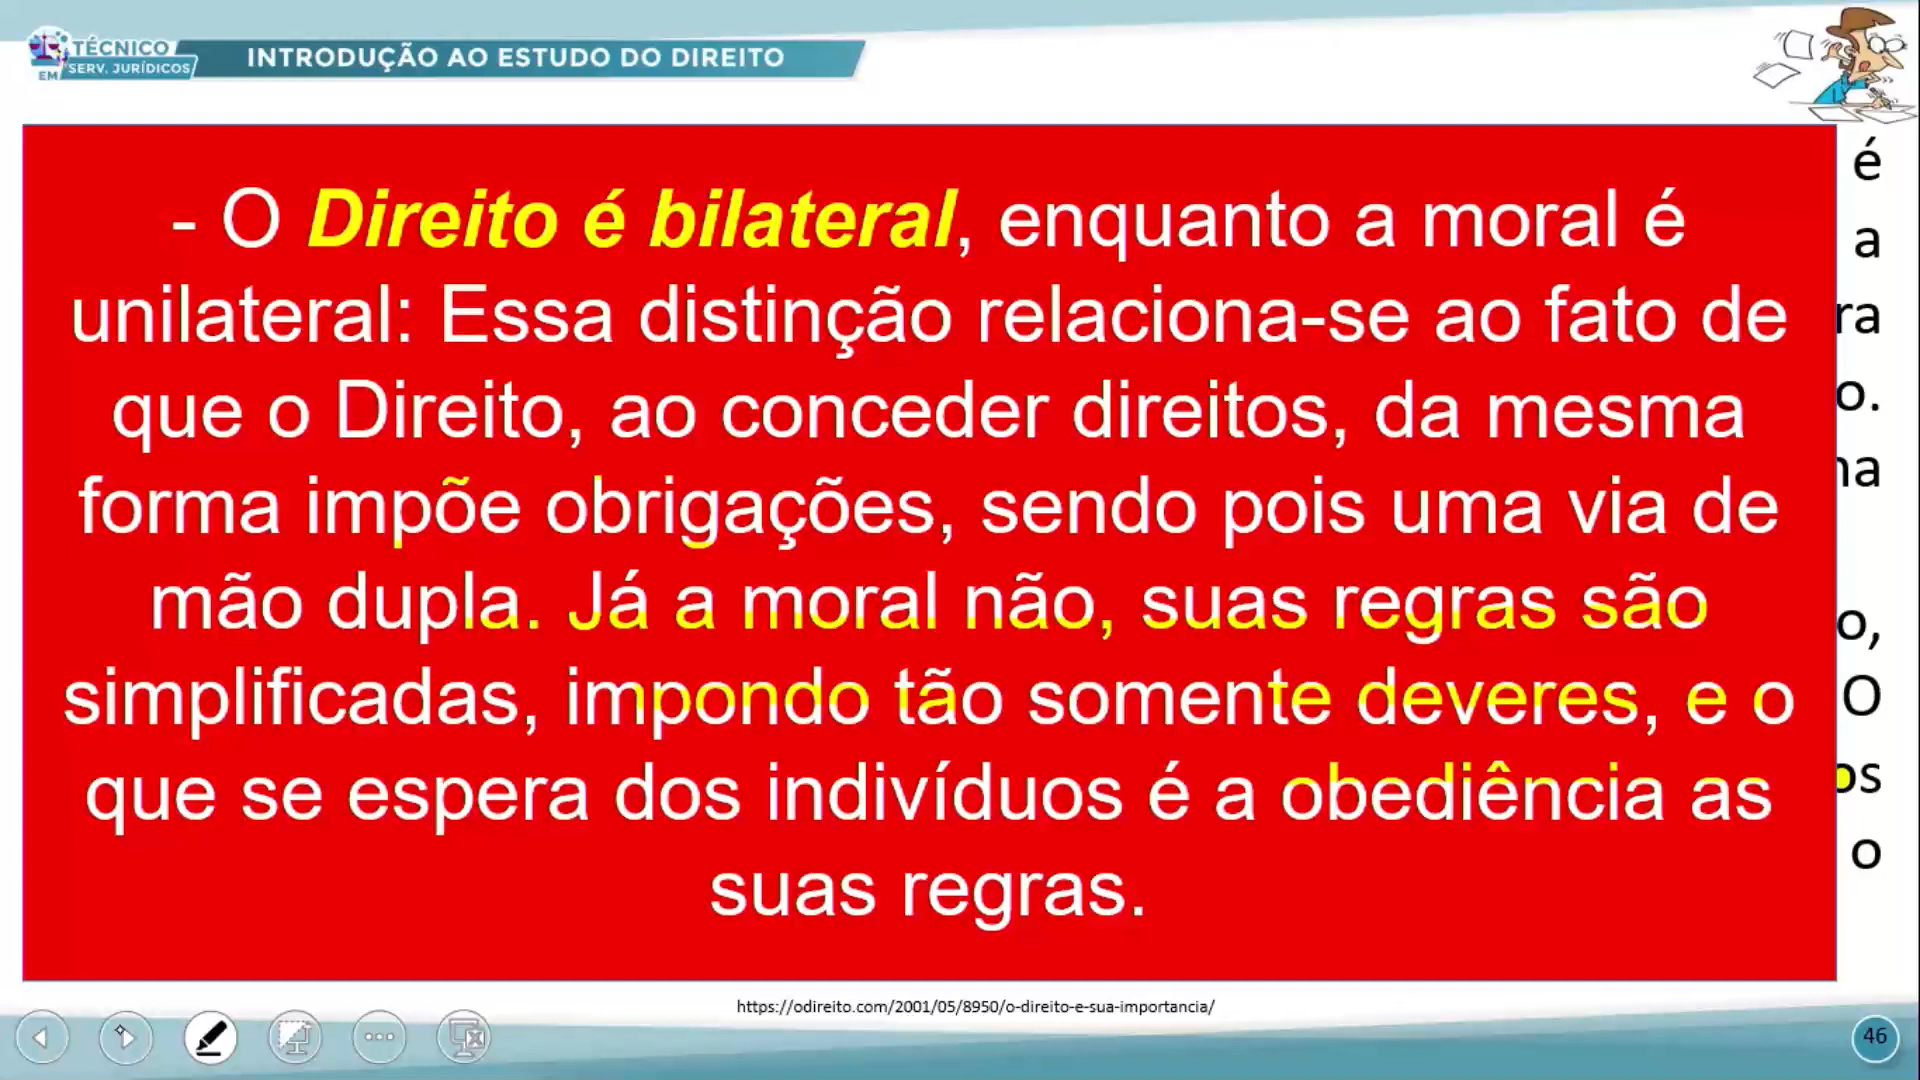 TÉCNICO
EM SERV. JURÍDICOS
INTRODUÇÃO AO ESTUDO DO DIREITO
- O Direito é bilateral, enquanto a moral é
unilateral: Essa distinção relaciona-se ao fato de
que o Direito, ao conceder direitos, da mesma
forma impõe obrigações, sendo pois uma via de
mão dupla. Já a moral não, suas regras são
simplificadas, impondo tão somente deveres, e o
que se espera dos indivíduos é a obediência as
suas regras.
é
a
ra
o.
na
o,
O
os
o
https://odireito.com/2001/05/8950/o-direito-e-sua-importancia/
46